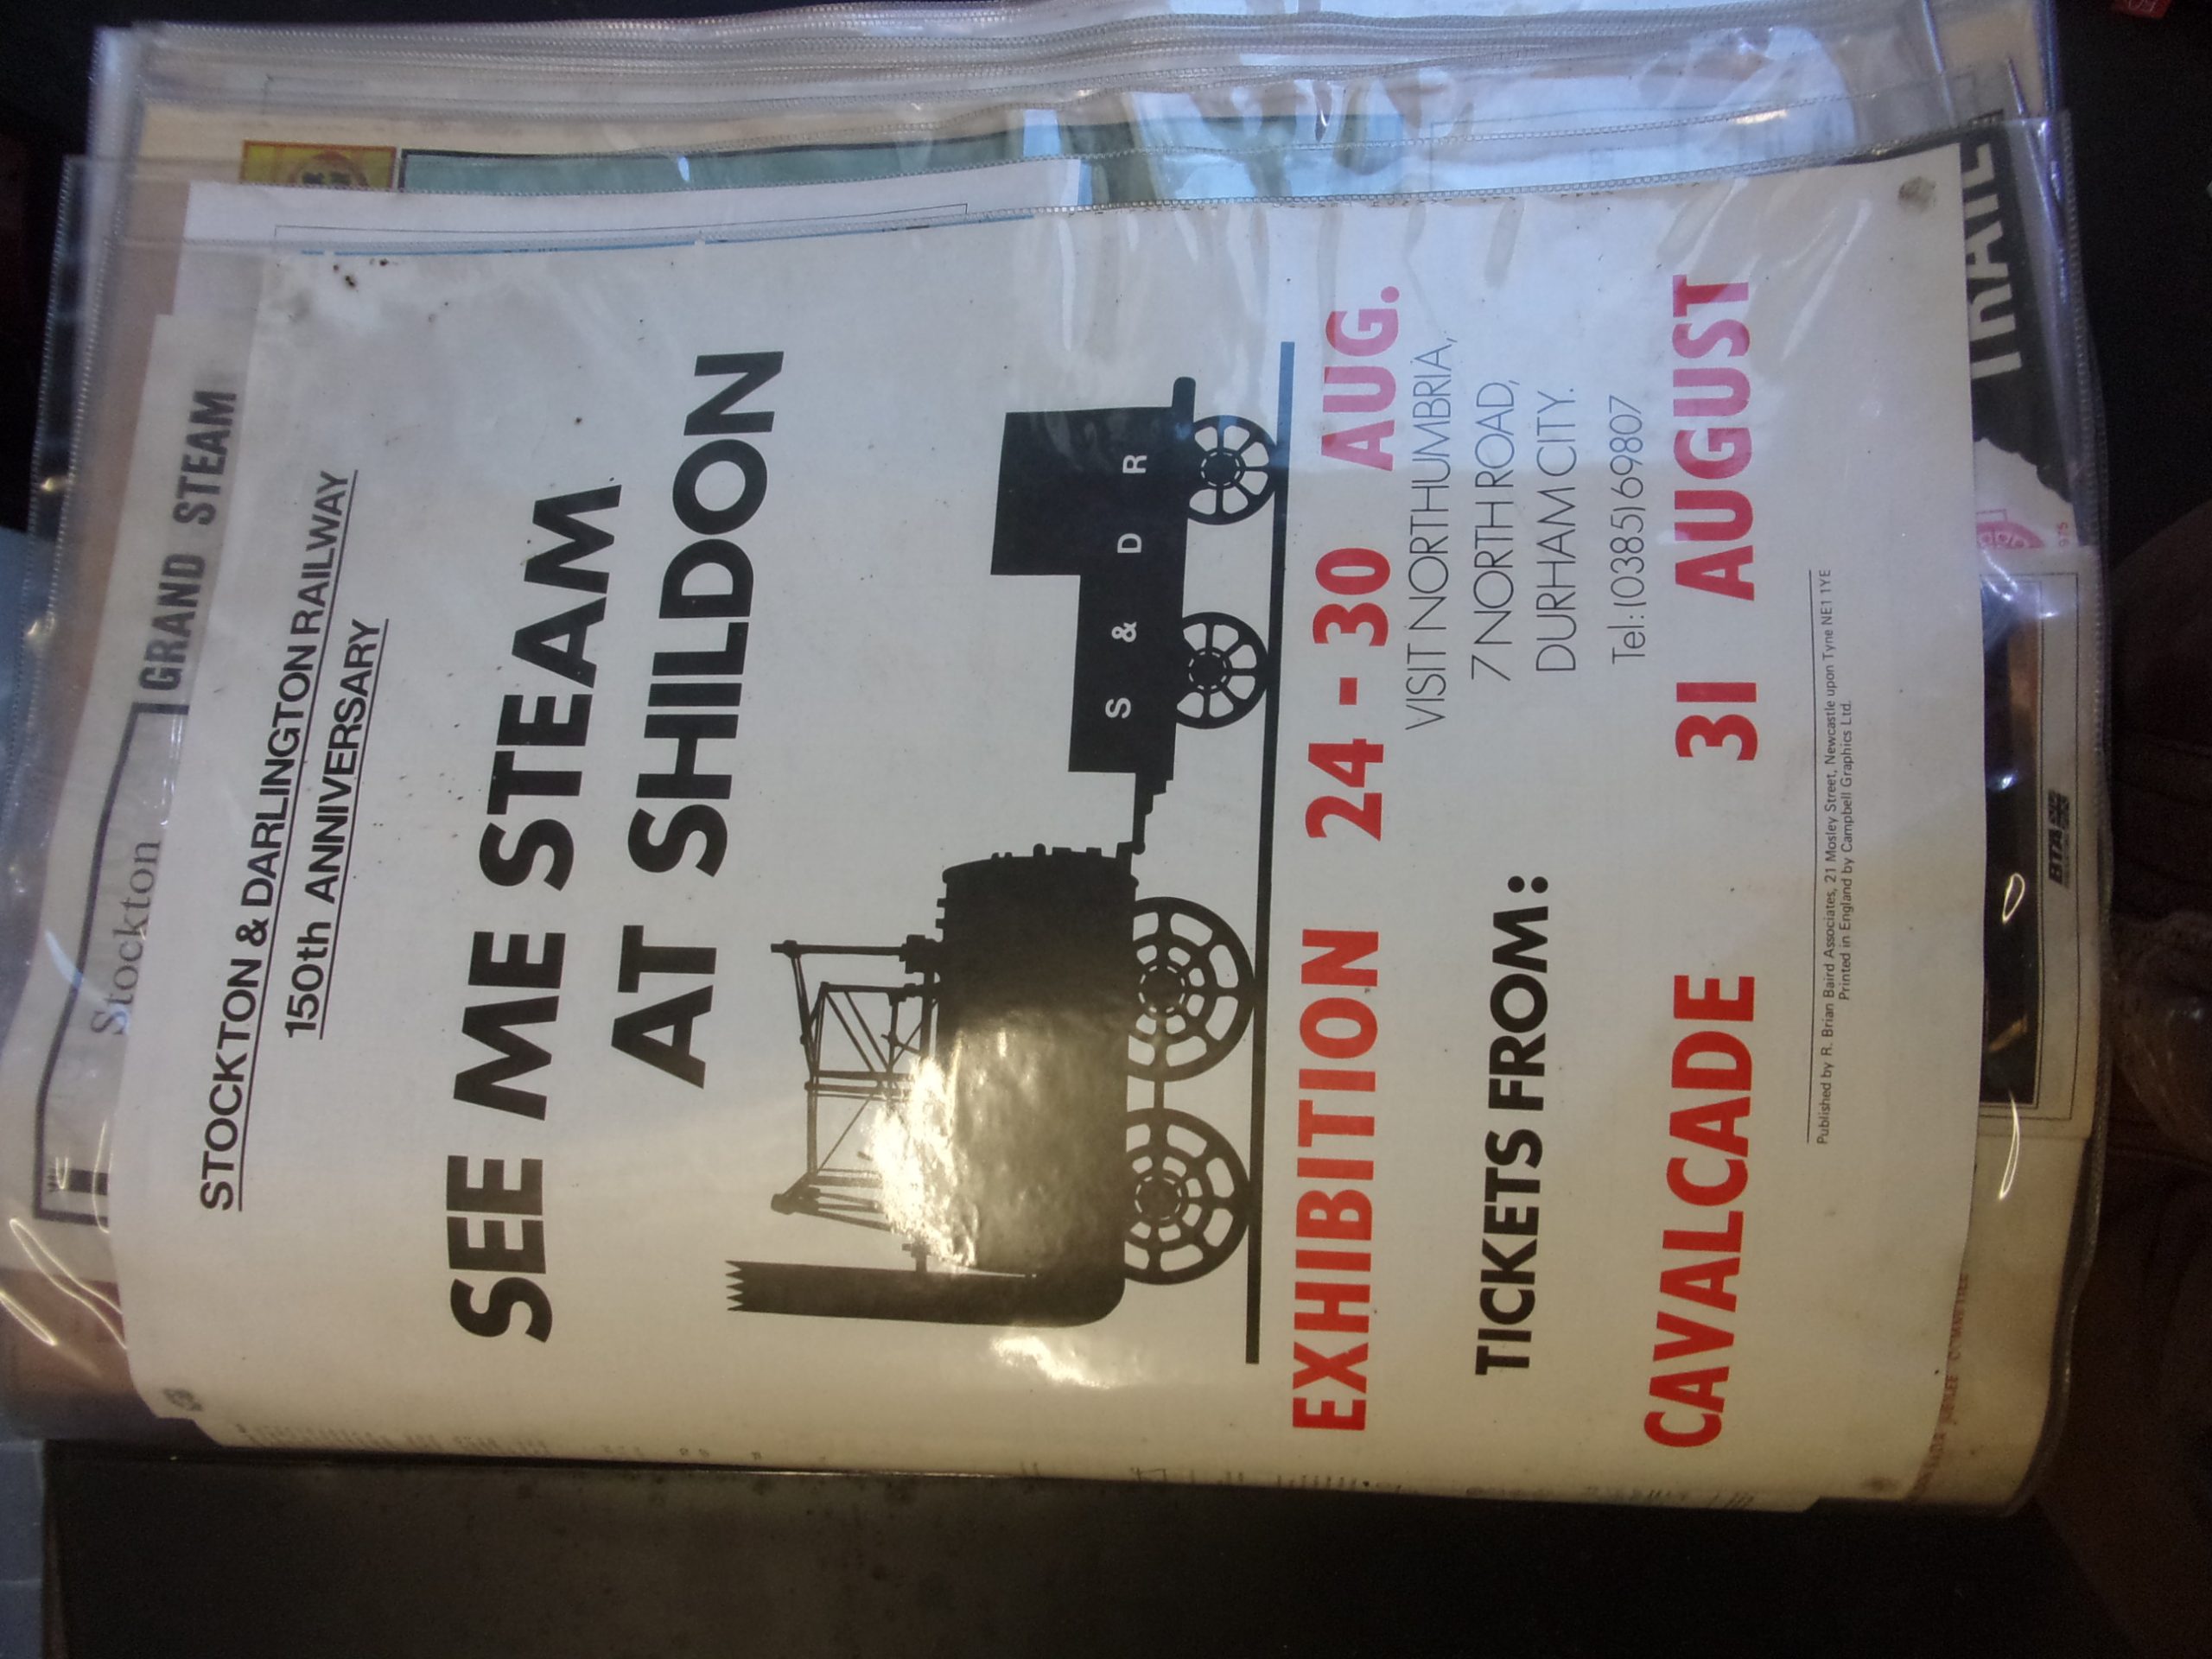 STOCKTON & DARLINGTON RAILWAY
150th ANNIVERSARY
SEE ME STEAM
AT SHILDON
S & D R
EXHIBITION 24 - 30 AUG.
TICKETS FROM:
VISIT NORTHUMBRIA,
7 NORTH ROAD,
DURHAM CITY.
Tel: (0385) 69807
CAVALCADE 31 AUGUST
Published by R. Brian Baird Associates, 21 Mosley Street, Newcastle upon Tyne NE1 1YE
Printed in England by Campbell Graphics Ltd.
Stockton
GRAND STEAM
BTA